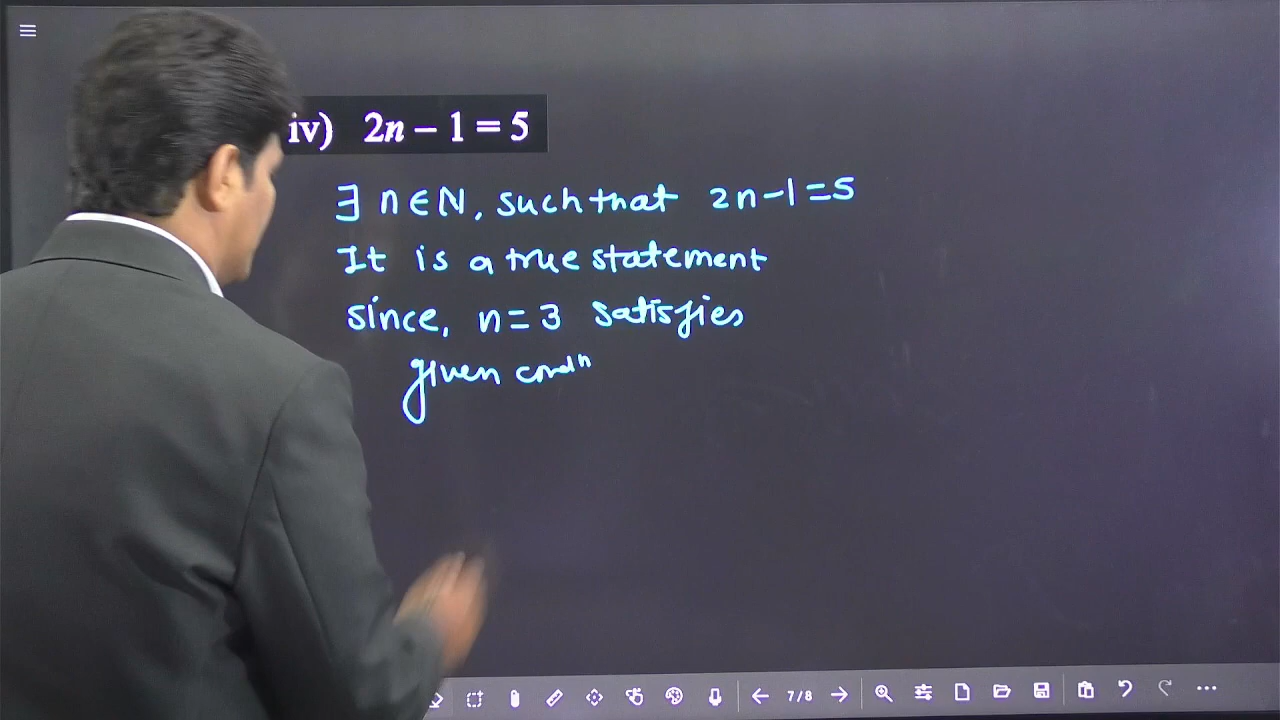 iv) 2n – 1 = 5
∃ n ∈ N, such that 2n-1=5
It is a true statement
since, n=3 satisfies
given condⁿ
7/8